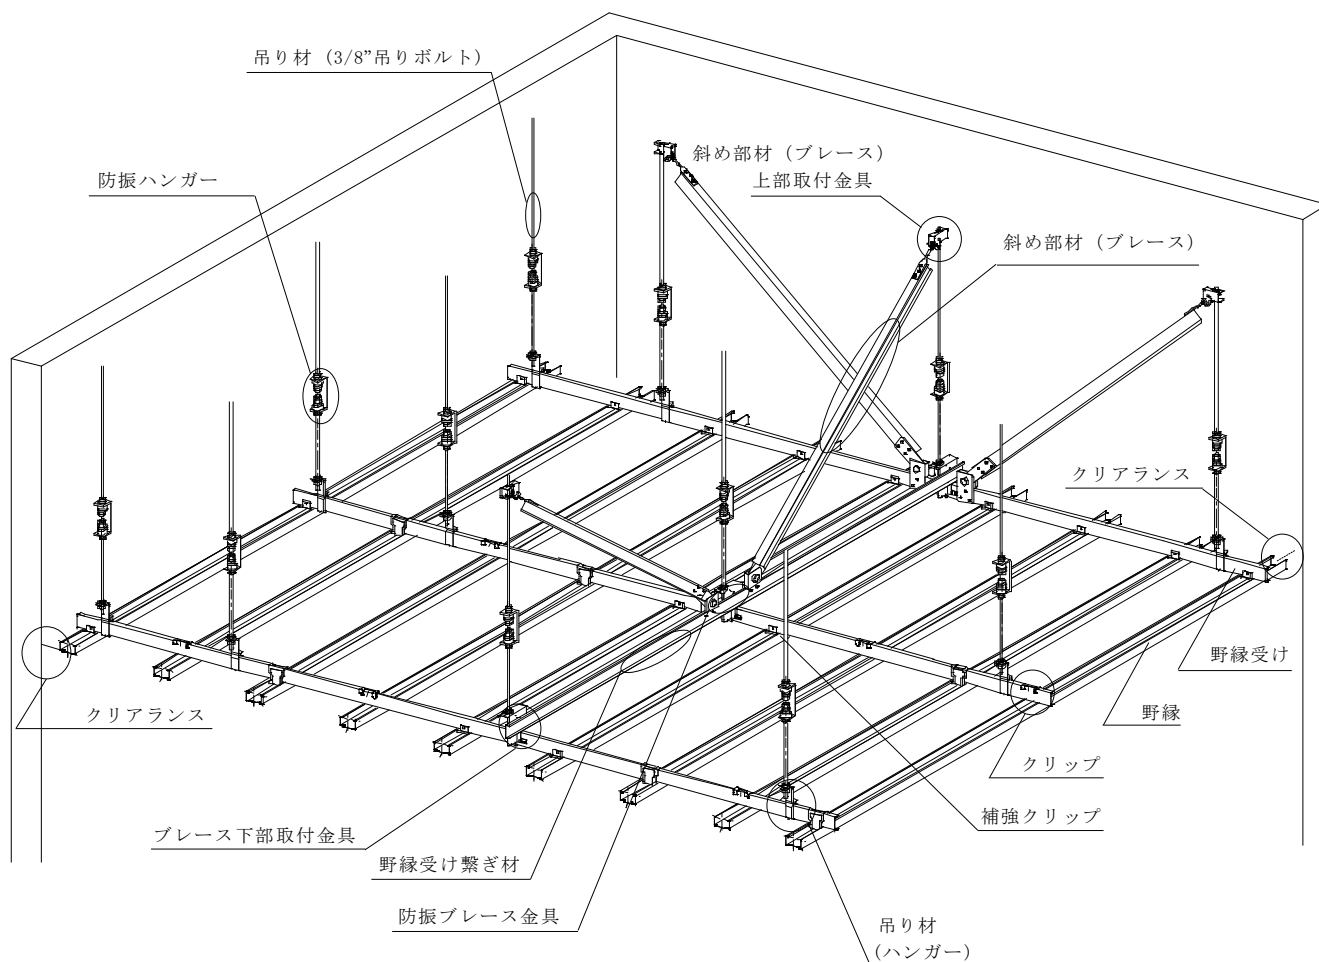 吊り材 (3/8”吊りボルト)
斜め部材 (ブレース)
上部取付金具
防振ハンガー
斜め部材 (ブレース)
クリアランス
野縁受け
クリアランス
野縁
クリップ
補強クリップ
ブレース下部取付金具
野縁受け繋ぎ材
防振ブレース金具
吊り材
(ハンガー)